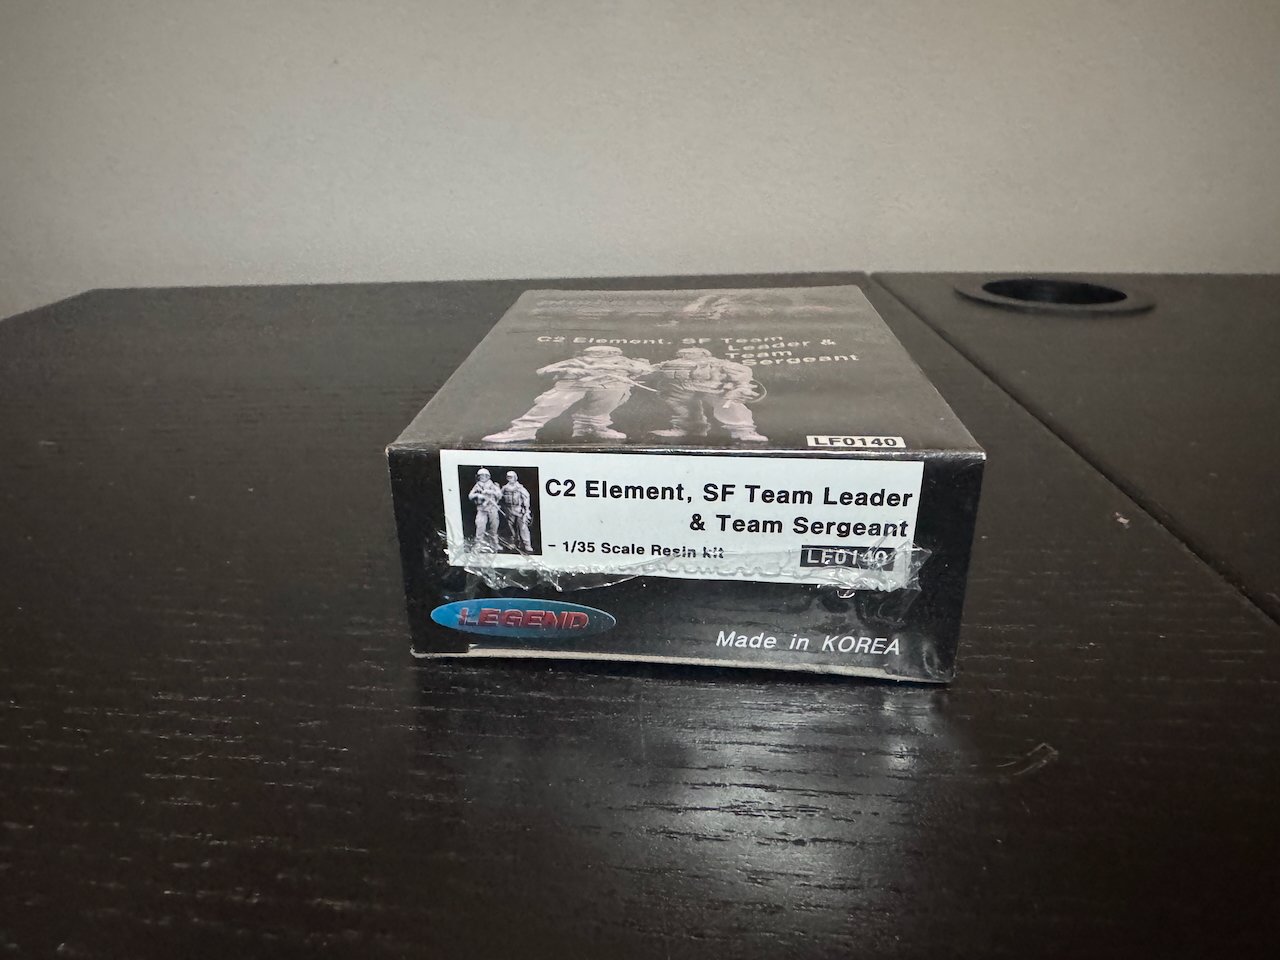 C2 Element, SF Team
Leader &
Team
Sergeant
LF0140
C2 Element, SF Team Leader
& Team Sergeant
- 1/35 Scale Resin kit
LF0140
LEGEND
Made in KOREA